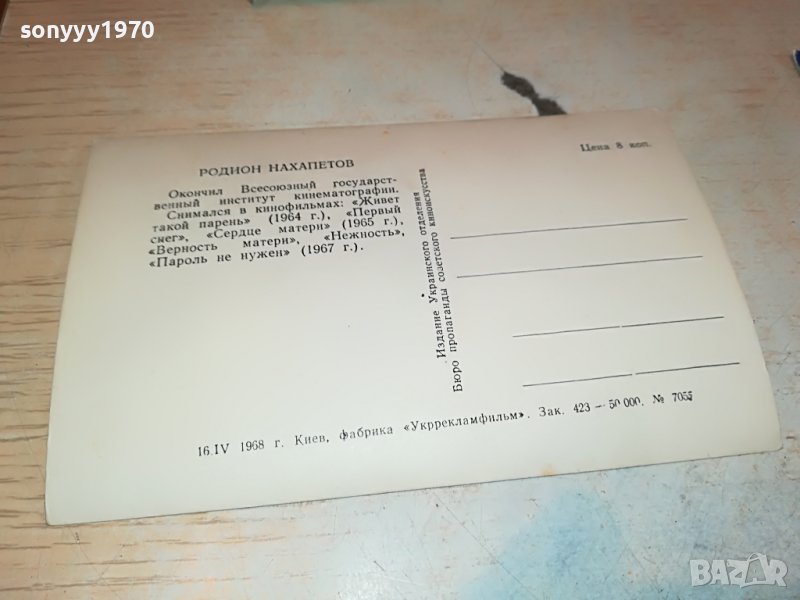 sonyyy1970
РОДИОН НАХАПЕТОВ
Окончил Всесоюзный государст-
венный институт кинематографии.
Снимался в кинофильмах: «Живет
такой парень» (1964 г.), «Первый
снег», «Сердце матери» (1965 г.),
«Верность матери», «Нежность»,
«Пароль не нужен» (1967 г.).
Издание Украинского отделения
Бюро пропаганды советского киноискусства
Цена 8 коп.
16.IV 1968 г. Киев, фабрика «Укррекламфильм». Зак. 423 — 50 000. № 7055
BAZAR